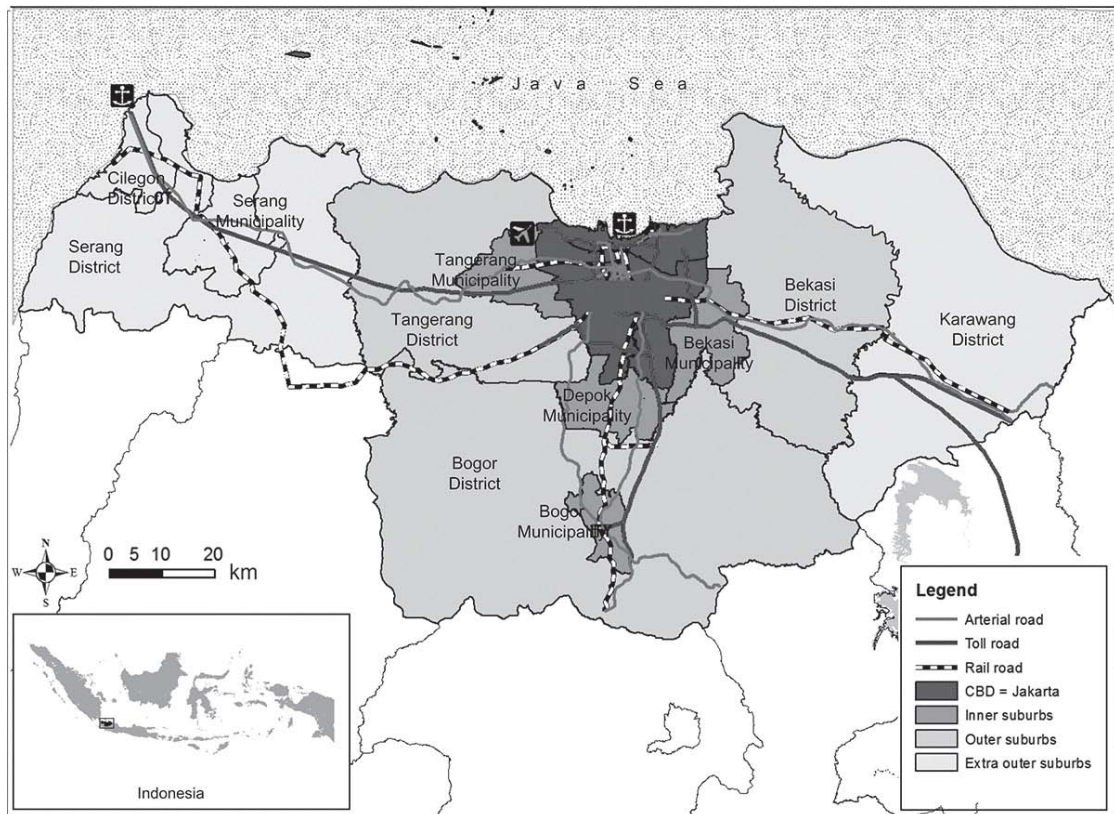 Java Sea
Cilegon
District
Serang
Municipality
Serang
District
Tangerang
Municipality
Tangerang
District
Bekasi
District
Karawang
District
Bekasi
Municipality
Depok
Municipality
Bogor
District
Bogor
Municipality
N
W E
S
0 5 10 20
km
Indonesia
Legend
Arterial road
Toll road
Rail road
CBD = Jakarta
Inner suburbs
Outer suburbs
Extra outer suburbs